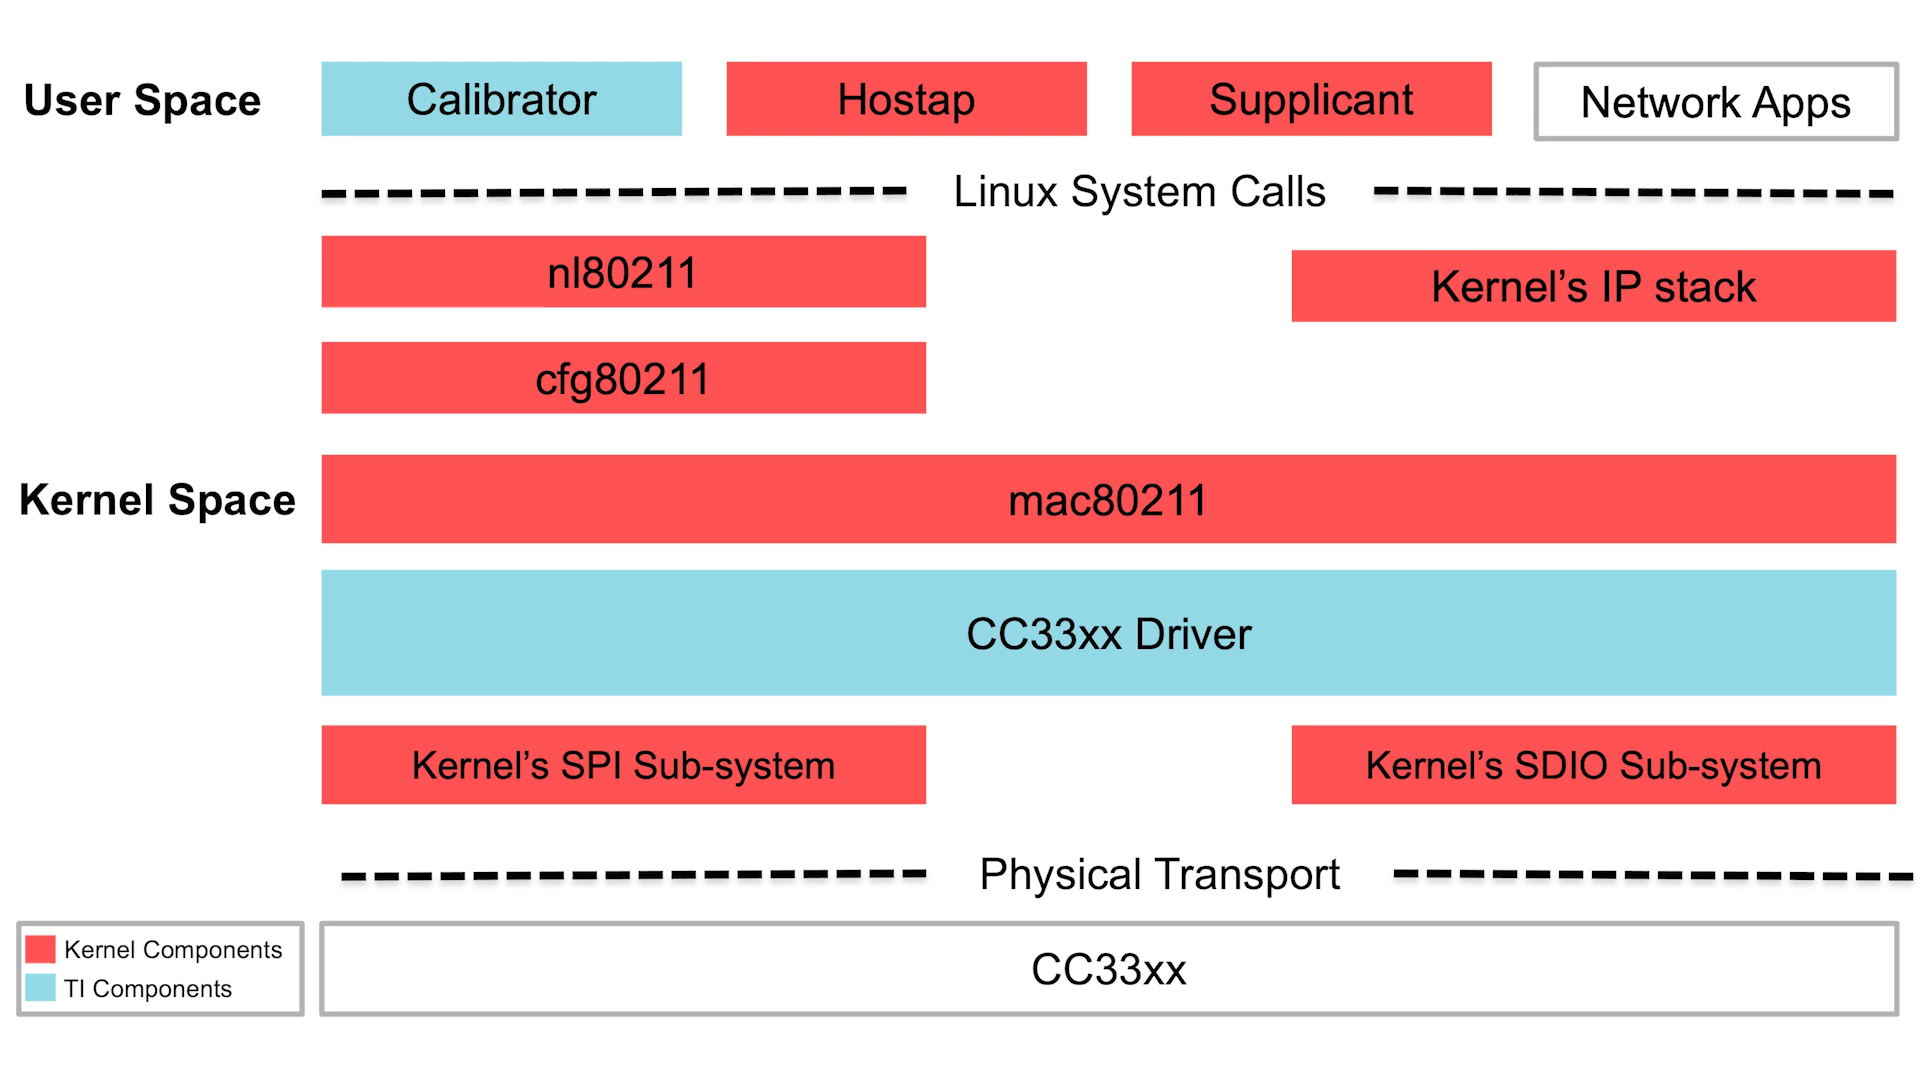 User Space
Calibrator
Hostap
Supplicant
Network Apps
Linux System Calls
nl80211
Kernel’s IP stack
cfg80211
Kernel Space
mac80211
CC33xx Driver
Kernel’s SPI Sub-system
Kernel’s SDIO Sub-system
Physical Transport
Kernel Components
TI Components
CC33xx